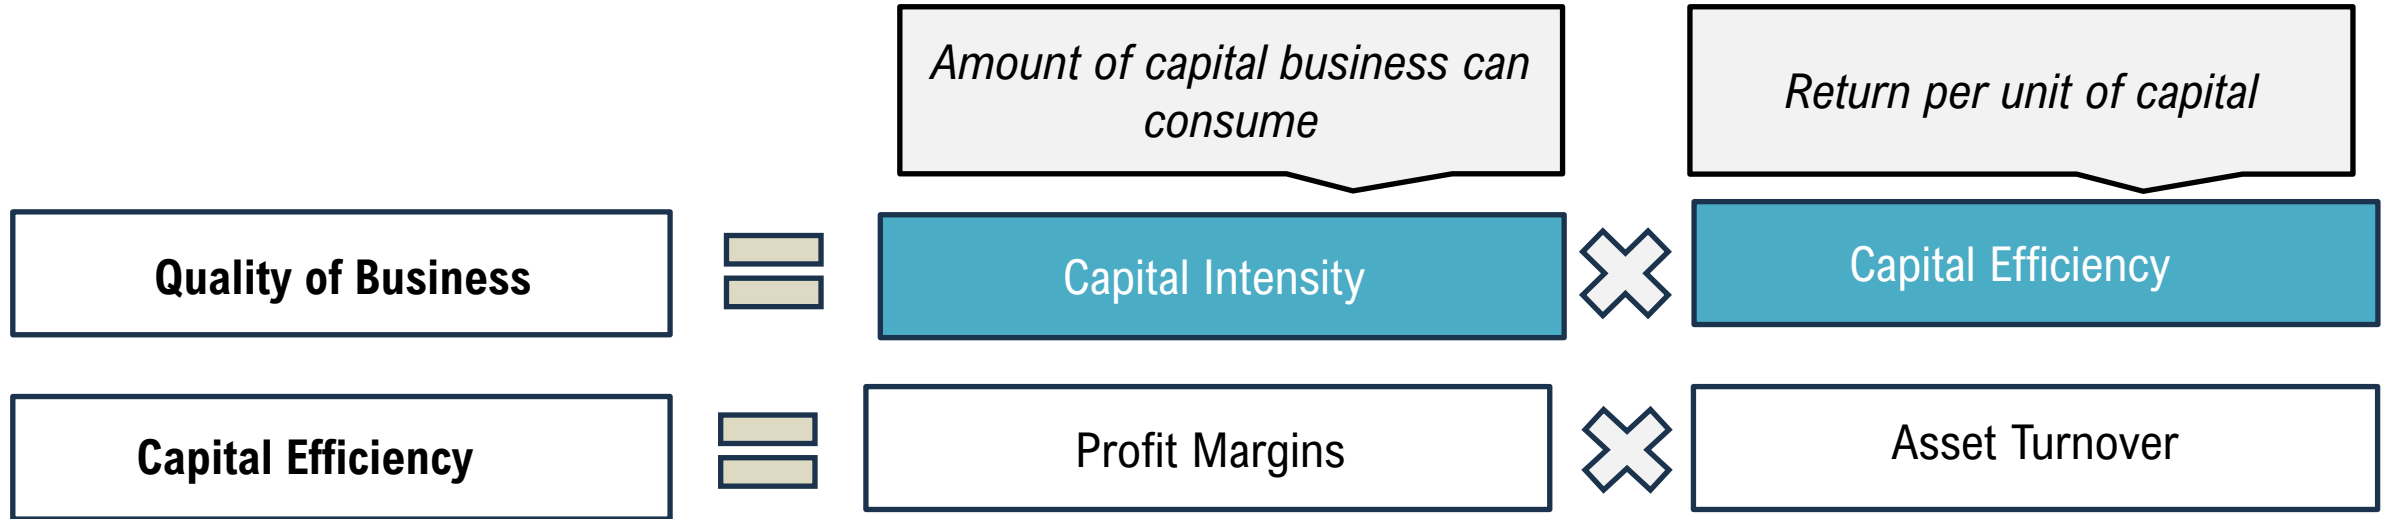 Amount of capital business can
consume
Return per unit of capital
Quality of Business
Capital Intensity
Capital Efficiency
Capital Efficiency
Profit Margins
Asset Turnover